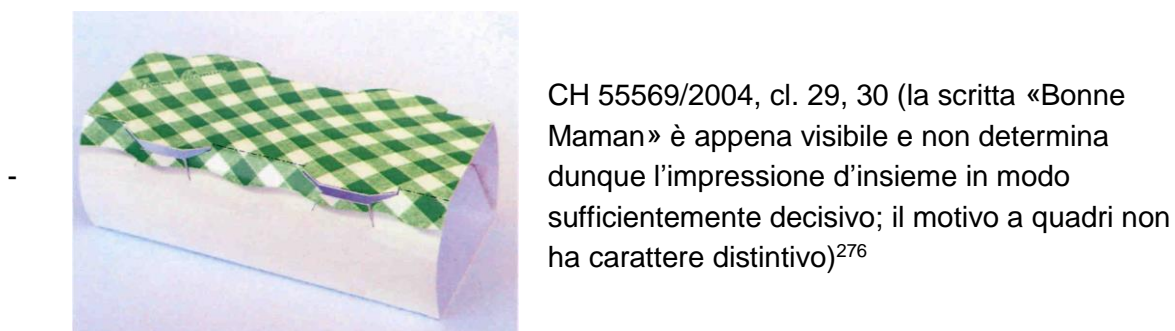 CH 55569/2004, cl. 29, 30 (la scritta «Bonne
Maman» è appena visibile e non determina
- dunque l’impressione d’insieme in modo
sufficientemente decisivo; il motivo a quadri non
ha carattere distintivo)276